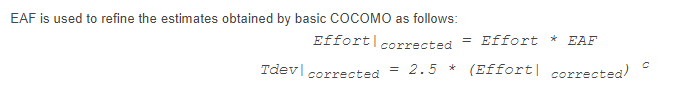 EAF is used to refine the estimates obtained by basic COCOMO as follows:
Effort|corrected = Effort * EAF
Tdev|corrected = 2.5 * (Effort| corrected) c